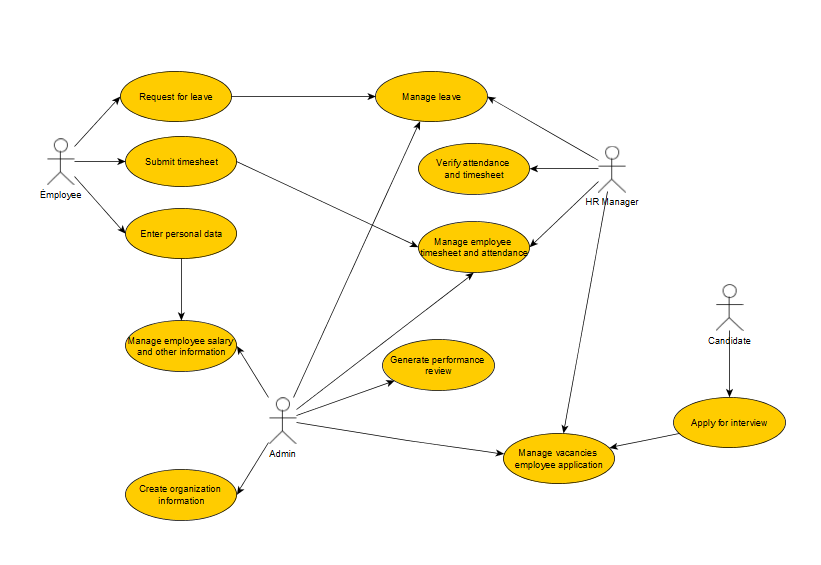 Request for leave
Manage leave
Submit timesheet
Verify attendance
and timesheet
Employee
HR Manager
Enter personal data
Manage employee
timesheet and attendance
Manage employee salary
and other information
Candidate
Generate performance
review
Apply for interview
Admin
Manage vacancies
employee application
Create organization
information